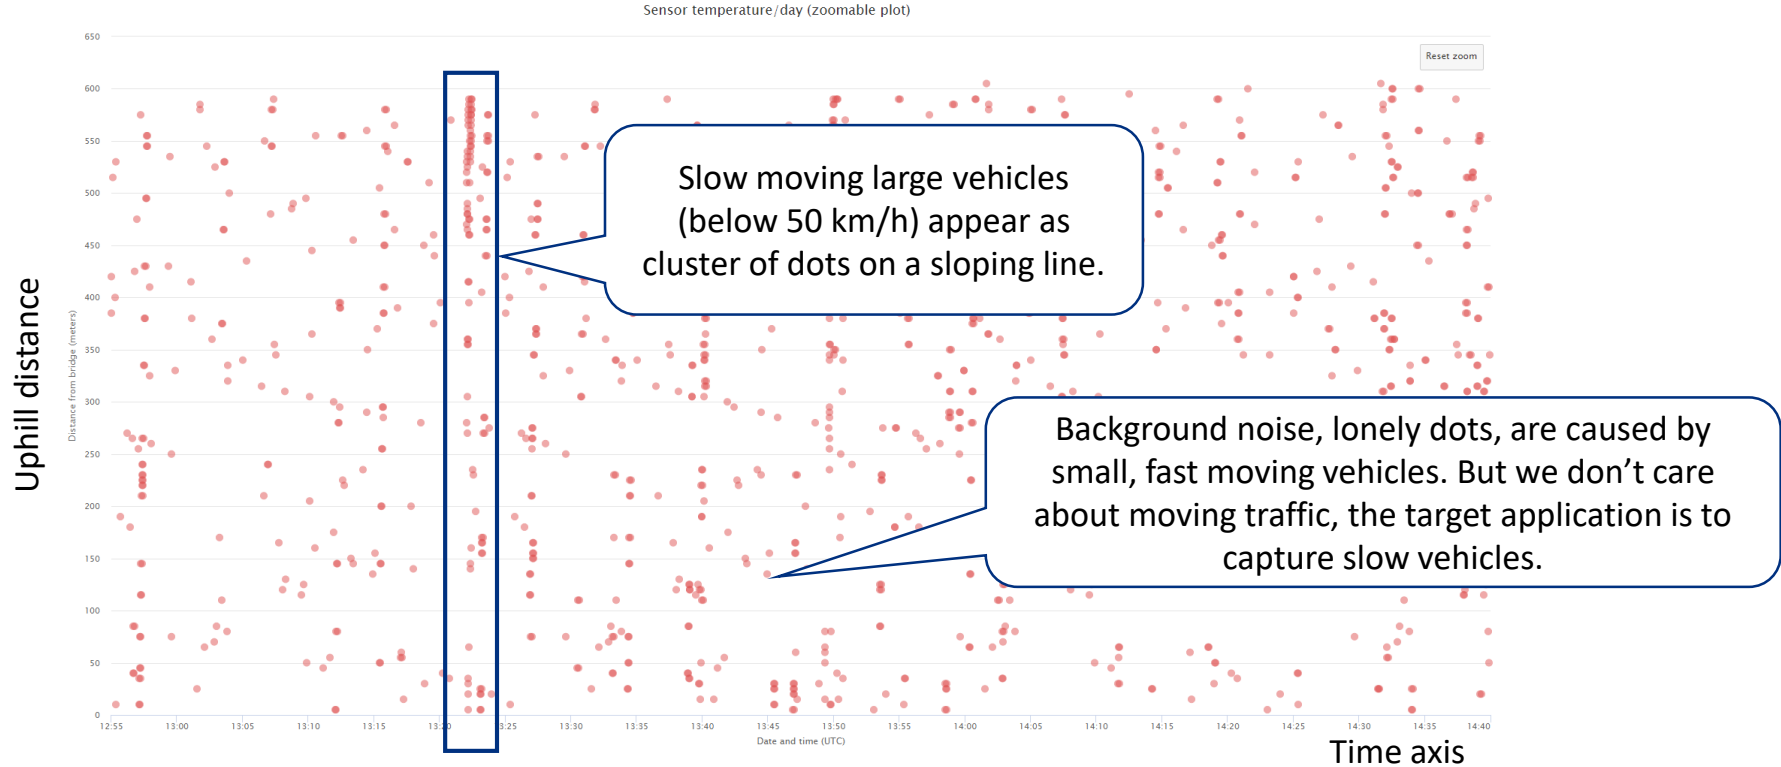 Sensor temperature/day (zoomable plot)
Reset zoom
650
600
550
500
450
400
350
300
250
200
150
100
50
0
Uphill distance
Distance from bridge (meters)
Slow moving large vehicles
(below 50 km/h) appear as
cluster of dots on a sloping line.
Background noise, lonely dots, are caused by
small, fast moving vehicles. But we don’t care
about moving traffic, the target application is to
capture slow vehicles.
12:55 13:00 13:05 13:10 13:15 13:20 13:25 13:30 13:35 13:40 13:45 13:50 13:55 14:00 14:05 14:10 14:15 14:20 14:25 14:30 14:35 14:40
Date and time (UTC)
Time axis